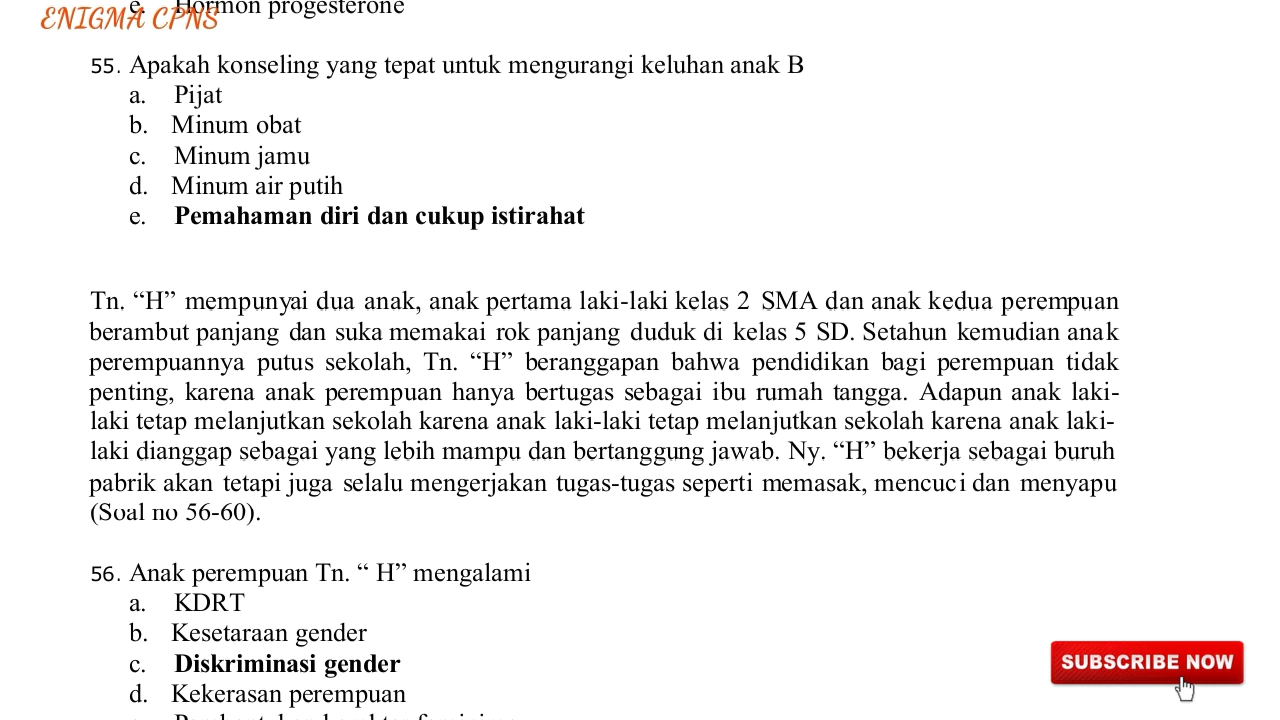 e. Hormon progesterone
ENIGMA CPNS
55. Apakah konseling yang tepat untuk mengurangi keluhan anak B
a. Pijat
b. Minum obat
c. Minum jamu
d. Minum air putih
e. Pemahaman diri dan cukup istirahat
Tn. “H” mempunyai dua anak, anak pertama laki-laki kelas 2 SMA dan anak kedua perempuan
berambut panjang dan suka memakai rok panjang duduk di kelas 5 SD. Setahun kemudian anak
perempuannya putus sekolah, Tn. “H” beranggapan bahwa pendidikan bagi perempuan tidak
penting, karena anak perempuan hanya bertugas sebagai ibu rumah tangga. Adapun anak laki-
laki tetap melanjutkan sekolah karena anak laki-laki tetap melanjutkan sekolah karena anak laki-
laki dianggap sebagai yang lebih mampu dan bertanggung jawab. Ny. “H” bekerja sebagai buruh
pabrik akan tetapi juga selalu mengerjakan tugas-tugas seperti memasak, mencuci dan menyapu
(Soal no 56-60).
56. Anak perempuan Tn. “ H” mengalami
a. KDRT
b. Kesetaraan gender
c. Diskriminasi gender
d. Kekerasan perempuan
SUBSCRIBE NOW